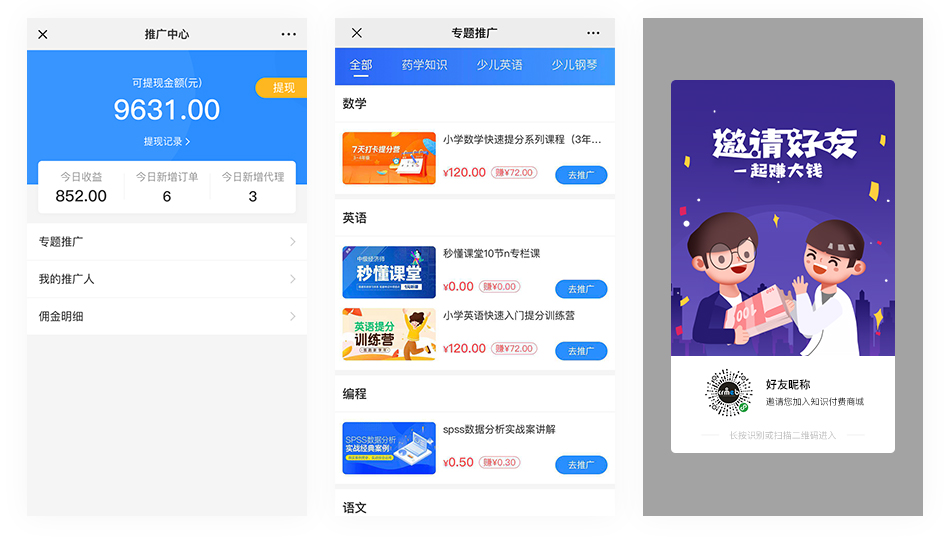 推广中心
可提现金额(元)
提现
9631.00
提现记录
今日收益
今日新增订单
今日新增代理
852.00
6
3
专题推广
我的推广人
佣金明细
专题推广
全部
药学知识
少儿英语
少儿钢琴
数学
7天打卡提分营
3-4年级
小学数学快速提分系列课程（3年...
¥120.00
赚¥72.00
去推广
英语
中级经济师
秒懂课堂
秒懂课堂10节n专栏课
¥0.00
赚¥0.00
去推广
英语提分
训练营
小学英语快速入门提分训练营
¥120.00
赚¥72.00
去推广
编程
SPSS数据分析
实战经典案例
spss数据分析实战案讲解
¥0.50
赚¥0.30
去推广
语文
邀请好友
一起赚大钱
100
好友昵称
邀请您加入知识付费商城
长按识别或扫描二维码进入